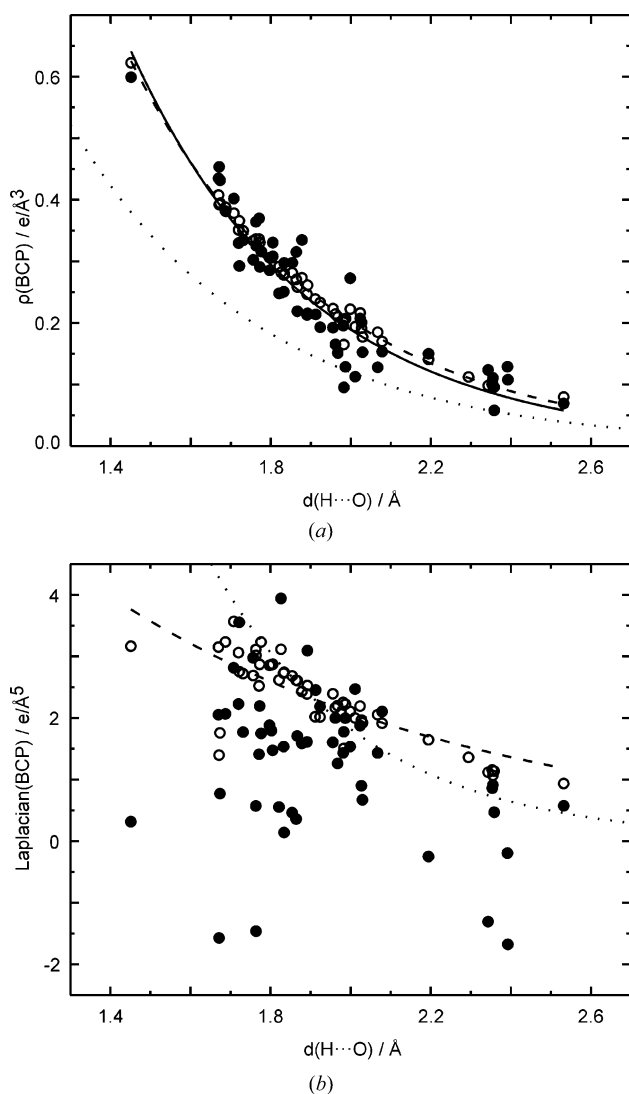 0.6
0.4
0.2
0.0
ρ(BCP) / e/Å³
1.4 1.8 2.2 2.6
d(H···O) / Å
(a)
4
2
0
-2
Laplacian(BCP) / e/Å⁵
1.4 1.8 2.2 2.6
d(H···O) / Å
(b)